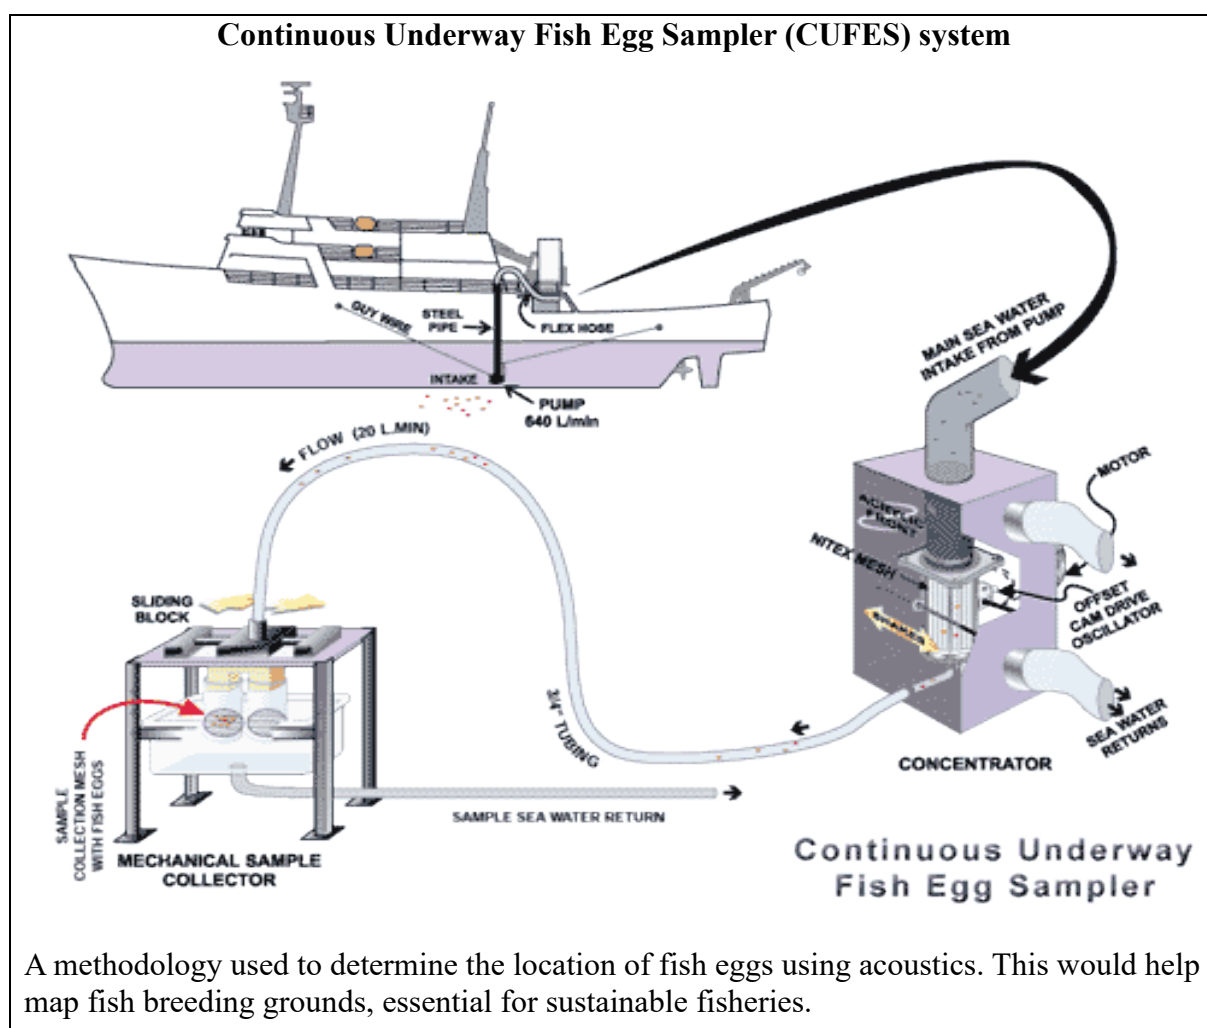 Continuous Underway Fish Egg Sampler (CUFES) system
GUY WIRE
STEEL
PIPE
FLEX HOSE
INTAKE
PUMP
640 L/min
MAIN SEA WATER
INTAKE FROM PUMP
FLOW (20 L.MIN)
MOTOR
ACRYLIC
FRONT
NITEX MESH
OFFSET
CAM DRIVE
OSCILLATOR
SHAKER
SLIDING
BLOCK
3/4" TUBING
SEA WATER
RETURNS
CONCENTRATOR
SAMPLE
COLLECTION MESH
WITH FISH EGGS
SAMPLE SEA WATER RETURN
MECHANICAL SAMPLE
COLLECTOR
Continuous Underway
Fish Egg Sampler
A methodology used to determine the location of fish eggs using acoustics. This would help
map fish breeding grounds, essential for sustainable fisheries.